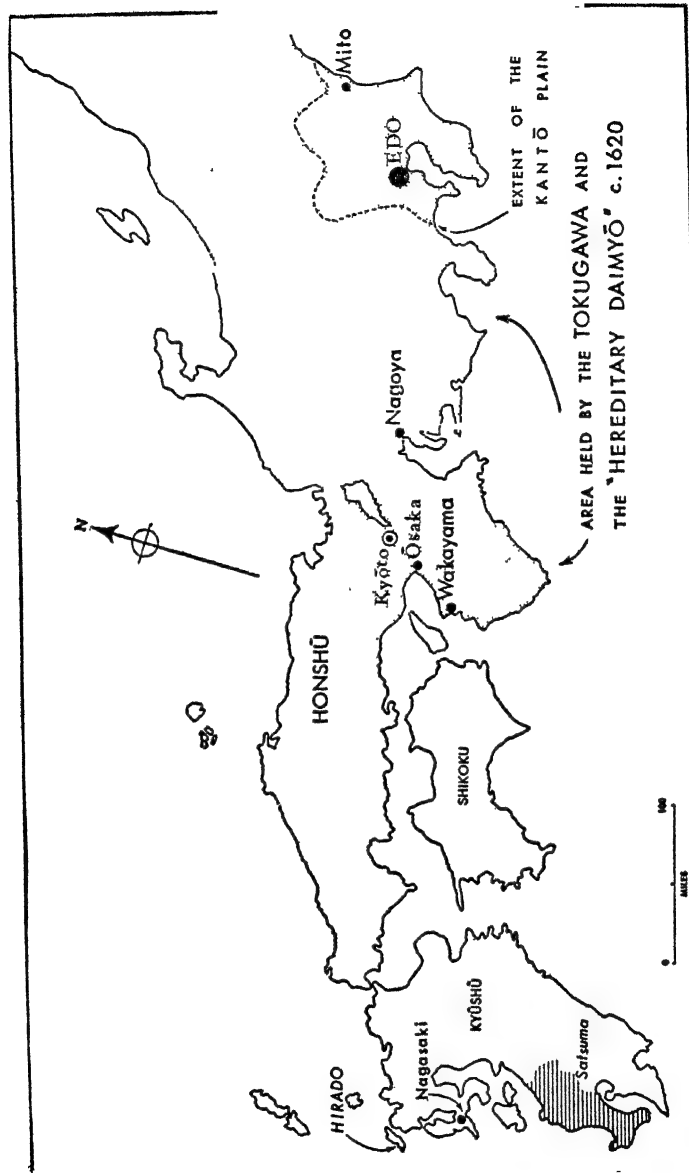 N
HONSHŪ
Kyōto
Ōsaka
Wakayama
Nagoya
EDO
Mito
EXTENT OF THE
KANTŌ PLAIN
AREA HELD BY THE TOKUGAWA AND
THE "HEREDITARY DAIMYŌ" c. 1620
SHIKOKU
HIRADO
Nagasaki
KYŪSHŪ
Satsuma
0 100
MILES